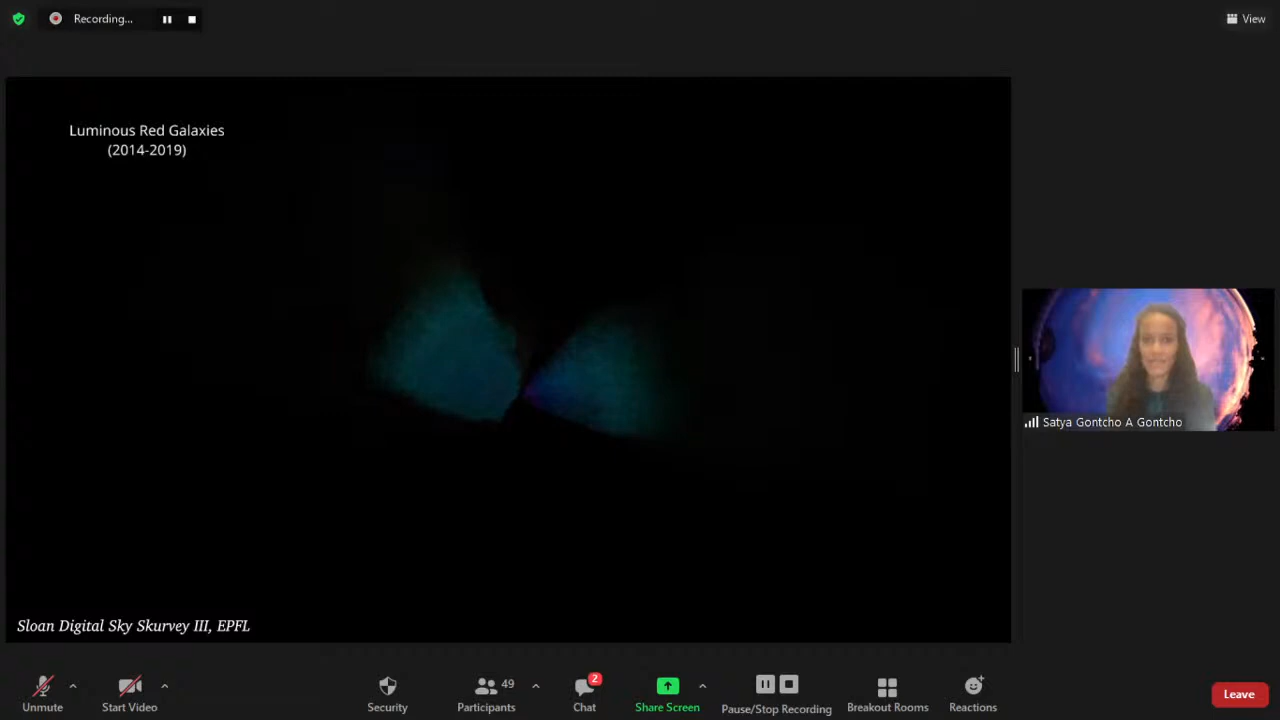 Recording...
View
Luminous Red Galaxies
(2014-2019)
Satya Gontcho A Gontcho
Sloan Digital Sky Skurvey III, EPFL
Unmute
Start Video
Security
49
Participants
2
Chat
Share Screen
Pause/Stop Recording
Breakout Rooms
Reactions
Leave